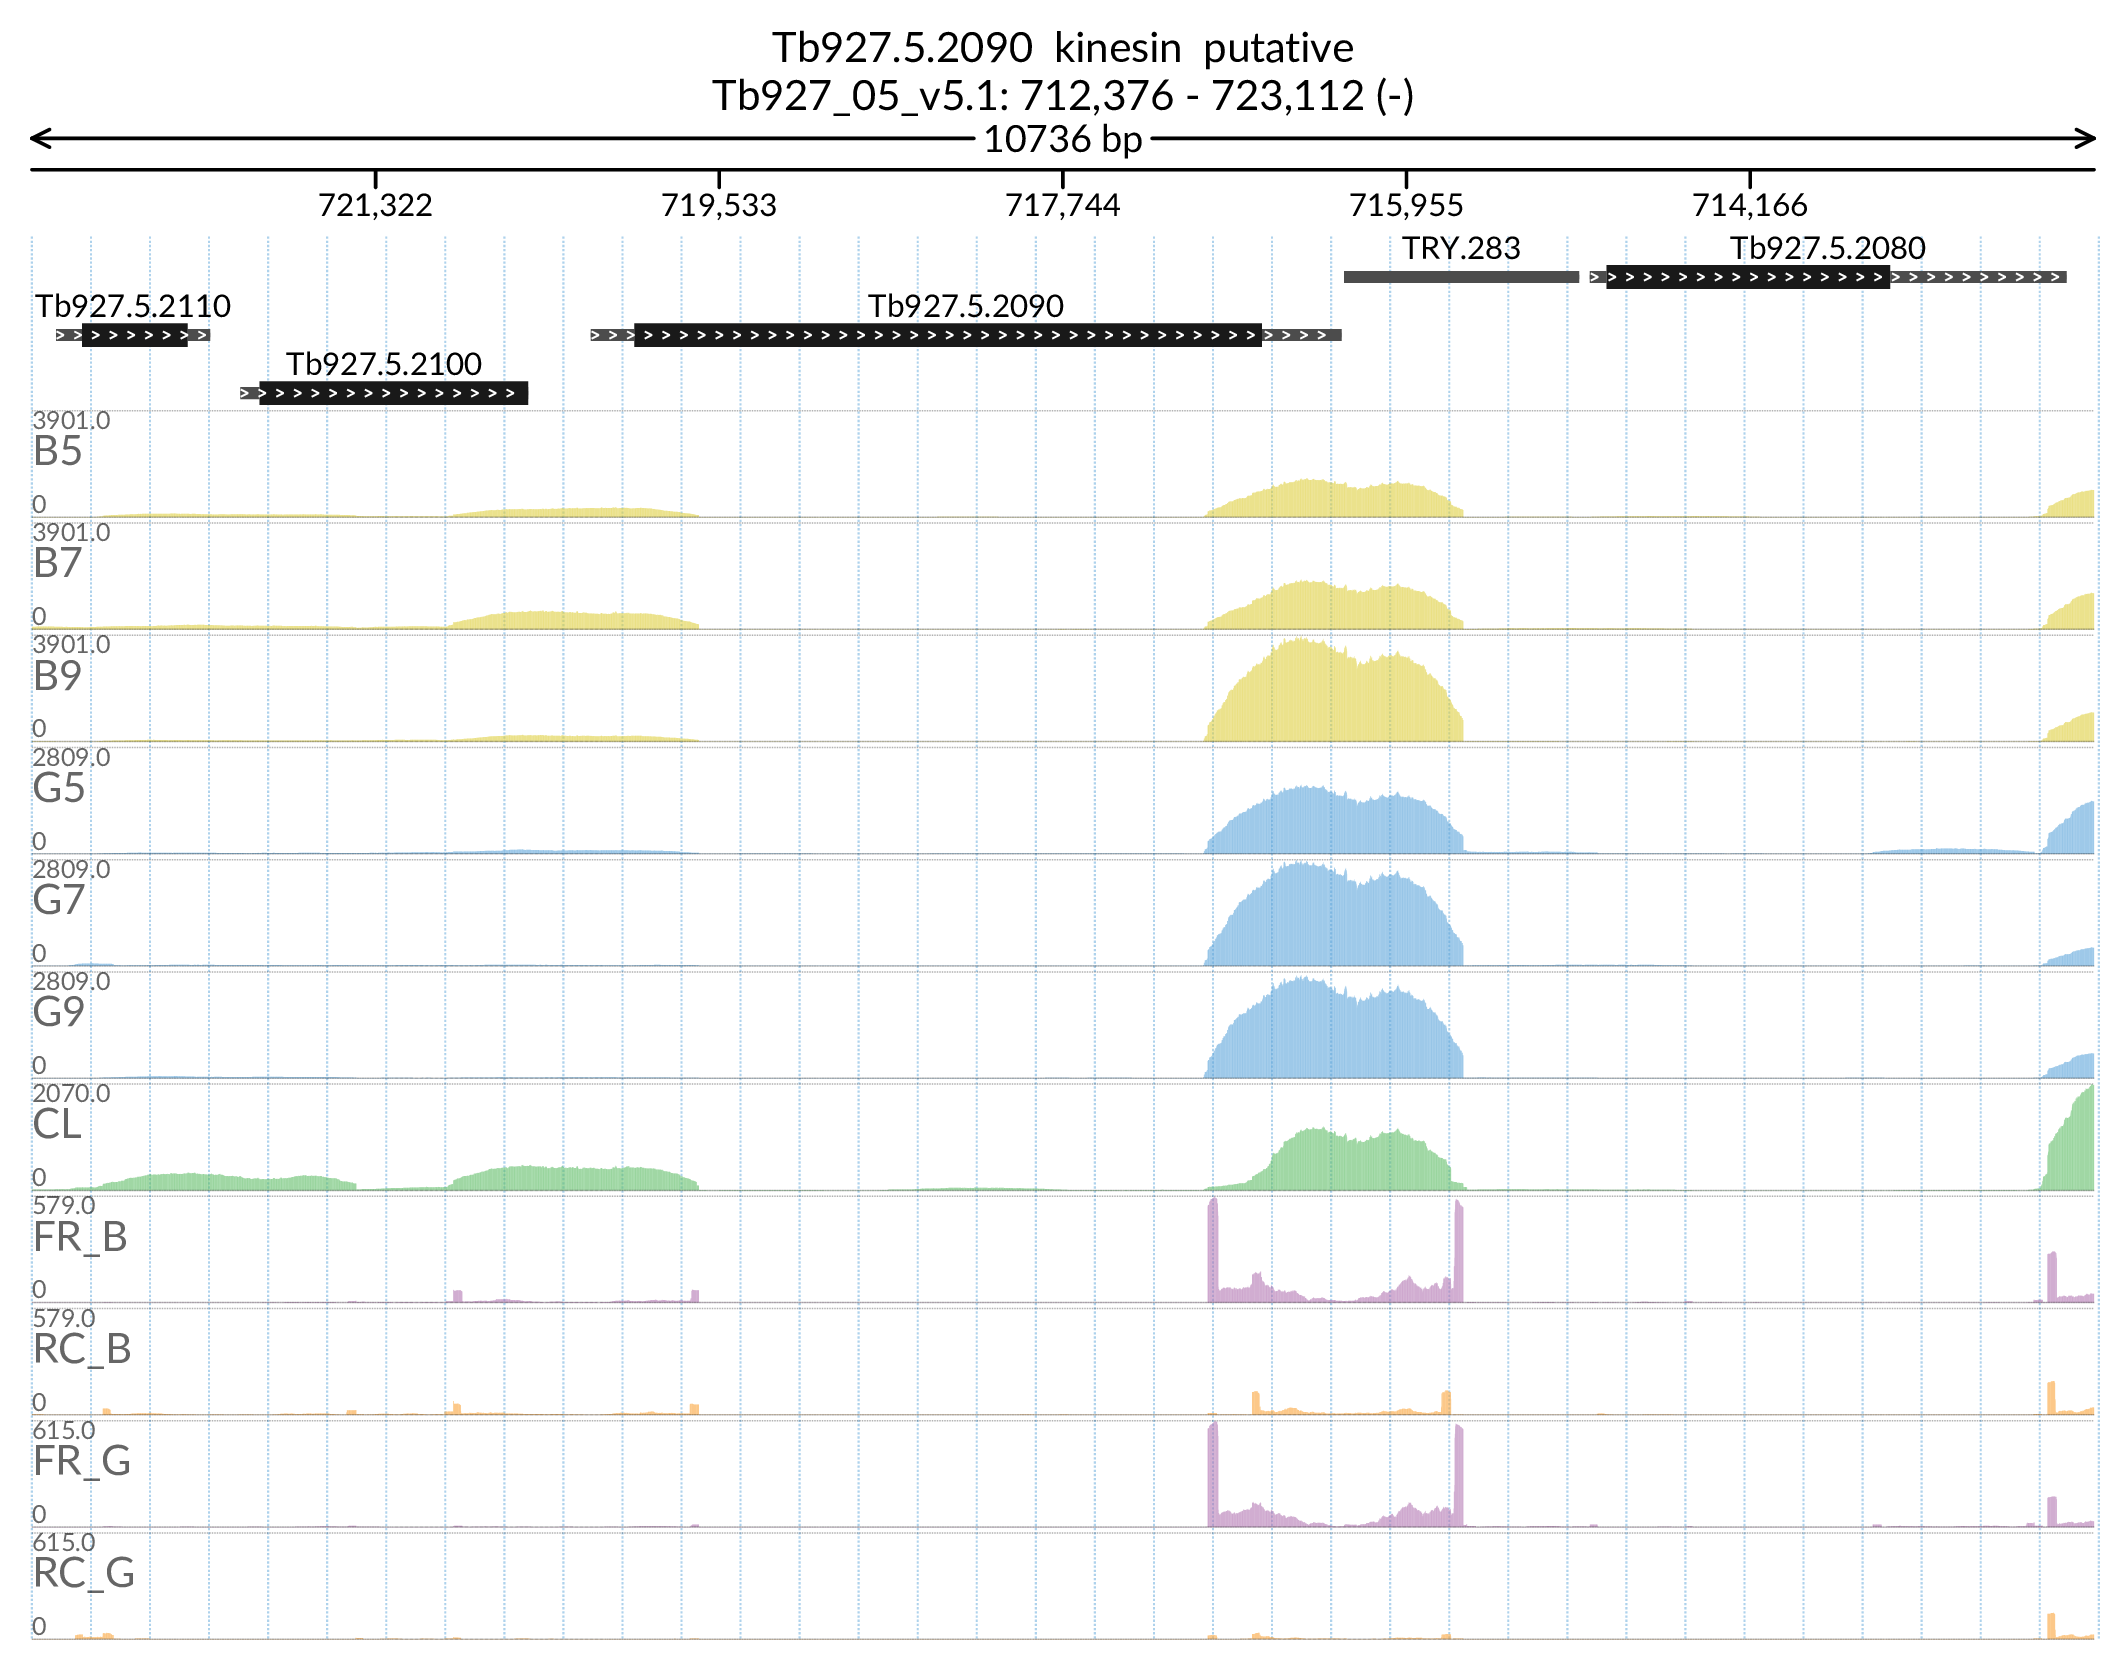 Tb927.5.2090 kinesin putative
Tb927_05_v5.1: 712,376 - 723,112 (-)
10736 bp
721,322 719,533 717,744 715,955 714,166
TRY.283 Tb927.5.2080
Tb927.5.2110 Tb927.5.2090
Tb927.5.2100
3901.0
B5
0
3901.0
B7
0
3901.0
B9
0
2809.0
G5
0
2809.0
G7
0
2809.0
G9
0
2070.0
CL
0
579.0
FR_B
0
579.0
RC_B
0
615.0
FR_G
0
615.0
RC_G
0